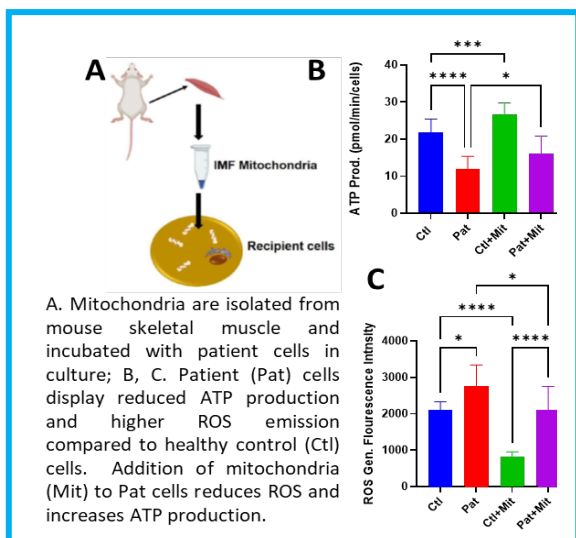 A
IMF Mitochondria
Recipient cells
B
ATP Prod. (pmol/min/cells)
40
30
20
10
0
***
****
*
Ctl
Pat
Ctl+Mit
Pat+Mit
A. Mitochondria are isolated from
mouse skeletal muscle and
incubated with patient cells in
culture; B, C. Patient (Pat) cells
display reduced ATP production
and higher ROS emission
compared to healthy control (Ctl)
cells. Addition of mitochondria
(Mit) to Pat cells reduces ROS and
increases ATP production.
C
ROS Gen. Flourescence Intnsity
4000
3000
2000
1000
0
*
****
*
****
Ctl
Pat
Ctl+Mit
Pat+Mit